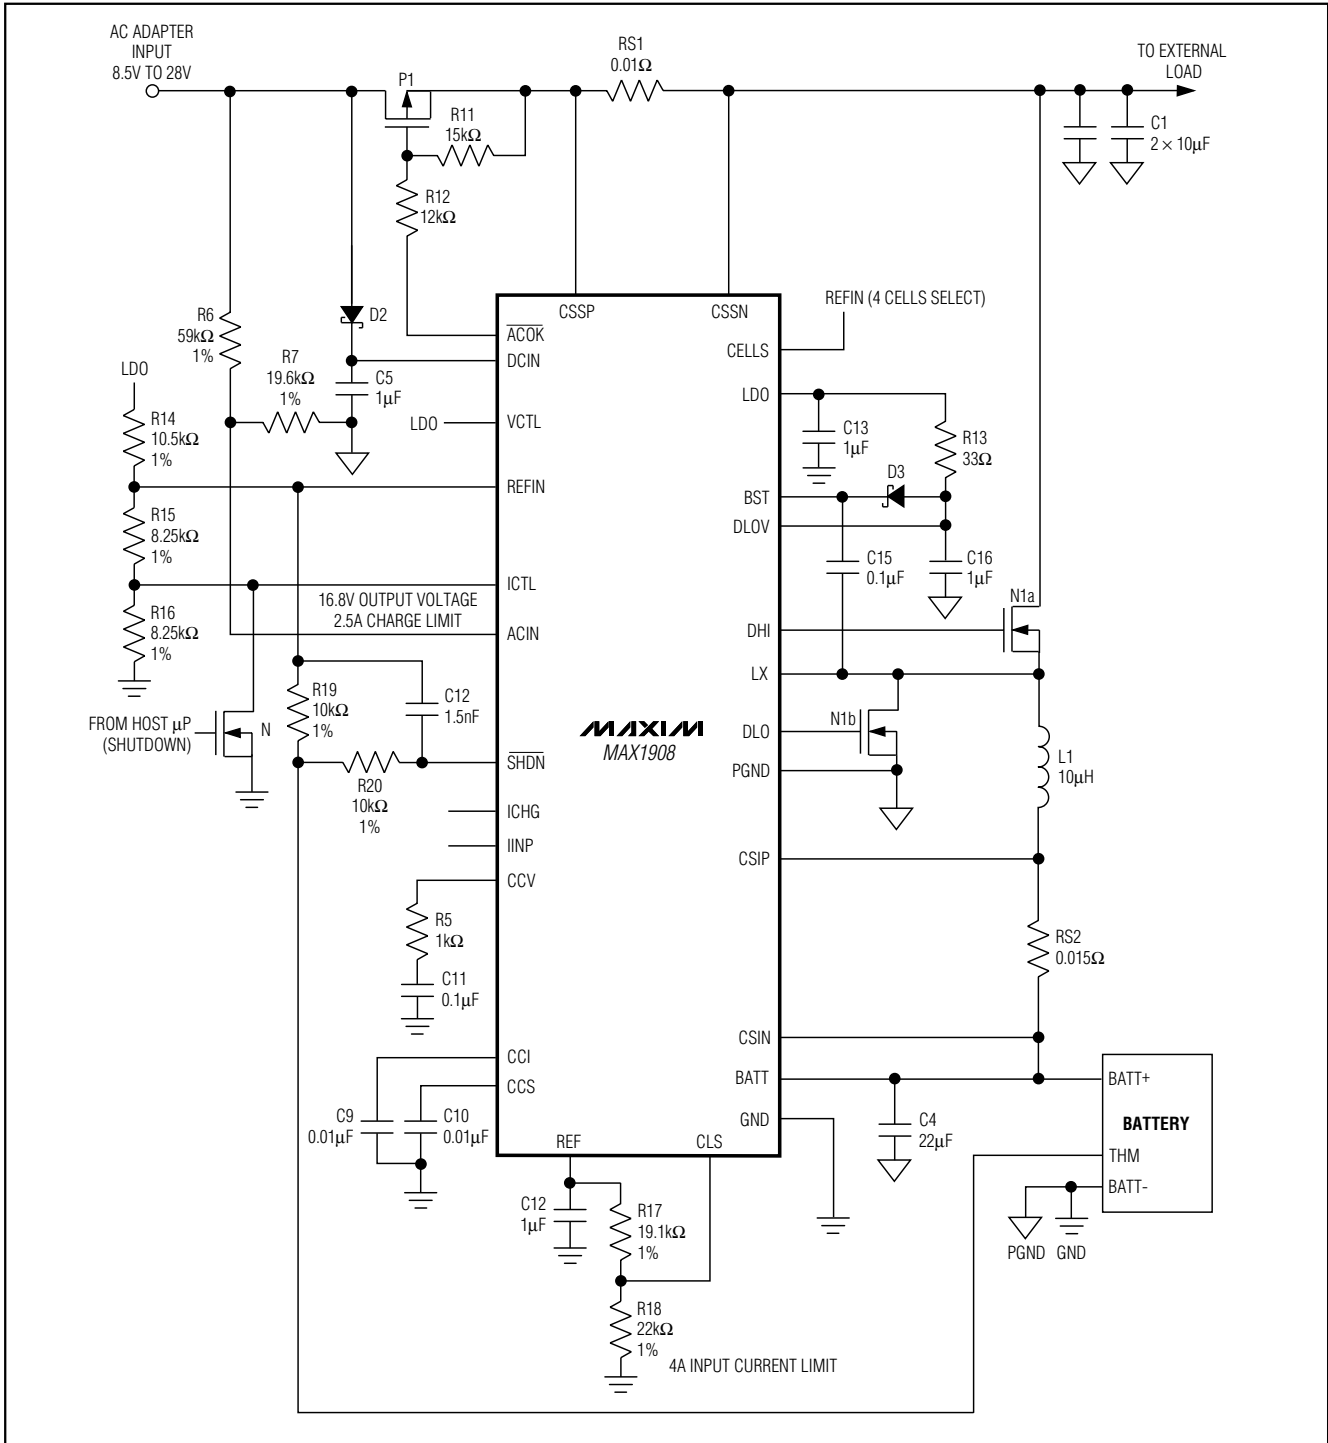 AC ADAPTER
INPUT
8.5V TO 28V
P1
RS1
0.01Ω
TO EXTERNAL
LOAD
R11
15kΩ
C1
2 × 10µF
R12
12kΩ
R6
59kΩ
1%
D2
CSSP
CSSN
REFIN (4 CELLS SELECT)
ACOK
DCIN
CELLS
LDO
R7
19.6kΩ
1%
C5
1µF
LDO
R14
10.5kΩ
1%
LDO
VCTL
C13
1µF
R13
33Ω
D3
REFIN
BST
DLOV
R15
8.25kΩ
1%
C15
0.1µF
C16
1µF
ICTL
16.8V OUTPUT VOLTAGE
2.5A CHARGE LIMIT
N1a
R16
8.25kΩ
1%
ACIN
DHI
LX
R19
10kΩ
1%
C12
1.5nF
FROM HOST µP
(SHUTDOWN)
N
MAXIM
MAX1908
N1b
DLO
SHDN
PGND
L1
10µH
R20
10kΩ
1%
ICHG
IINP
CCV
CSIP
R5
1kΩ
RS2
0.015Ω
C11
0.1µF
CSIN
CCI
BATT
BATT+
CCS
C9
0.01µF
C10
0.01µF
GND
C4
22µF
BATTERY
REF
CLS
THM
BATT-
C12
1µF
R17
19.1kΩ
1%
PGND
GND
R18
22kΩ
1%
4A INPUT CURRENT LIMIT